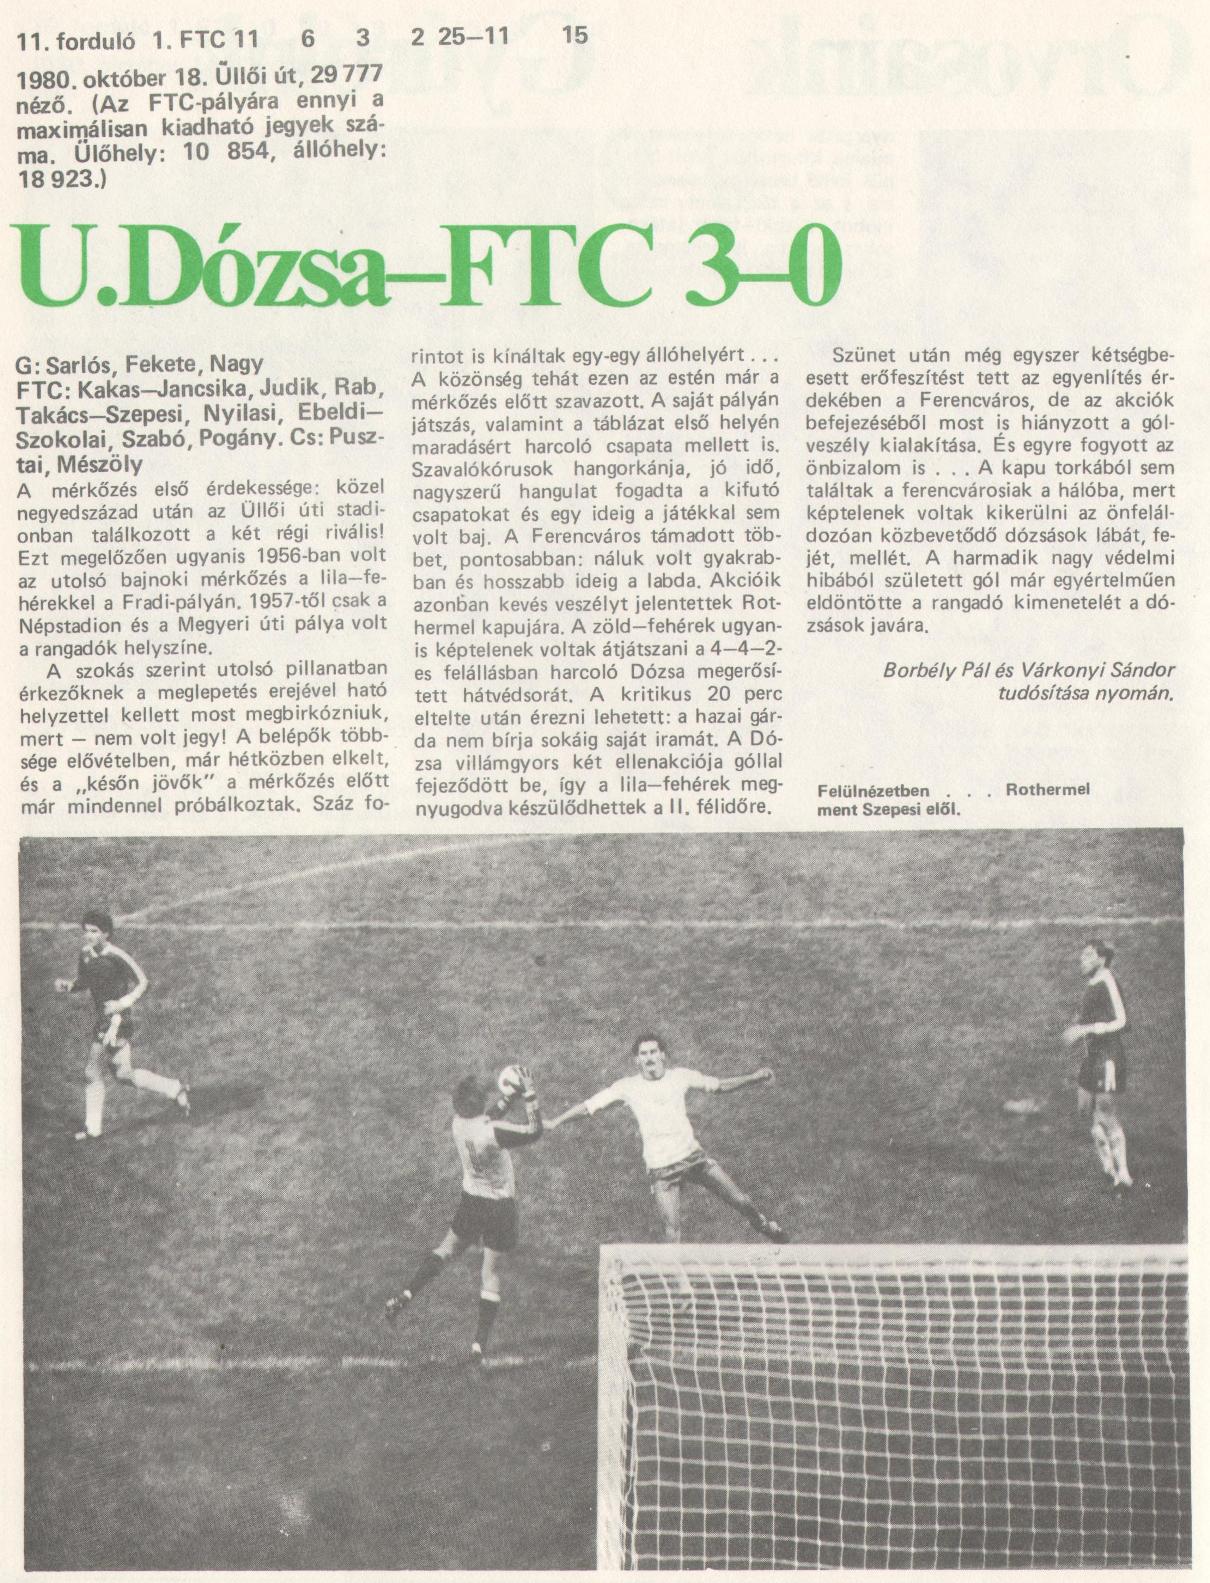 11. forduló 1. FTC 11 6 3 2 25—11 15
1980. október 18. Üllői út, 29 777
néző. (Az FTC-pályára ennyi a
maximálisan kiadható jegyek szá-
ma. Ülőhely: 10 854, állóhely:
18 923.)
U.Dózsa—FTC 3—0
G: Sarlós, Fekete, Nagy
FTC: Kakas—Jancsika, Judik, Rab,
Takács—Szepesi, Nyilasi, Ebeldi—
Szokolai, Szabó, Pogány. Cs: Pusz-
tai, Mészöly
A mérkőzés első érdekessége: közel
negyedszázad után az Üllői úti stadi-
onban találkozott a két régi rivális!
Ezt megelőzően ugyanis 1956-ban volt
az utolsó bajnoki mérkőzés a lila—fe-
hérekkel a Fradi-pályán. 1957-től csak a
Népstadion és a Megyeri úti pálya volt
a rangadók helyszíne.
A szokás szerint utolsó pillanatban
érkezőknek a meglepetés erejével ható
helyzettel kellett most megbirkózniuk,
mert — nem volt jegy! A belépők több-
sége elővételben, már hétközben elkelt,
és a „későn jövők” a mérkőzés előtt
már mindennel próbálkoztak. Száz fo-
rintot is kínáltak egy-egy állóhelyért . . .
A közönség tehát ezen az estén már a
mérkőzés előtt szavazott. A saját pályán
játszás, valamint a táblázat első helyén
maradásért harcoló csapata mellett is.
Szavalókórusok hangorkánja, jó idő,
nagyszerű hangulat fogadta a kifutó
csapatokat és egy ideig a játékkal sem
volt baj. A Ferencváros támadott töb-
bet, pontosabban: náluk volt gyakrab-
ban és hosszabb ideig a labda. Akcióik
azonban kevés veszélyt jelentettek Rot-
hermel kapujára. A zöld—fehérek ugyan-
is képtelenek voltak átjátszani a 4—4—2-
es felállásban harcoló Dózsa megerősí-
tett hátvédsorát. A kritikus 20 perc
eltelte után érezni lehetett: a hazai gár-
da nem bírja sokáig saját iramát. A Dó-
zsa villámgyors két ellenakciója góllal
fejeződött be, így a lila—fehérek meg-
nyugodva készülődhettek a II. félidőre.
Szünet után még egyszer kétségbe-
esett erőfeszítést tett az egyenlítés ér-
dekében a Ferencváros, de az akciók
befejezéséből most is hiányzott a gól-
veszély kialakítása. És egyre fogyott az
önbizalom is . . . A kapu torkából sem
találtak a ferencvárosiak a hálóba, mert
képtelenek voltak kikerülni az önfelál-
dozóan közbevetődő dózsások lábát, fe-
jét, mellét. A harmadik nagy védelmi
hibából született gól már egyértelműen
eldöntötte a rangadó kimenetelét a dó-
zsások javára.
Borbély Pál és Várkonyi Sándor
tudósítása nyomán.
Felülnézetben . . . Rothermel
ment Szepesi elől.